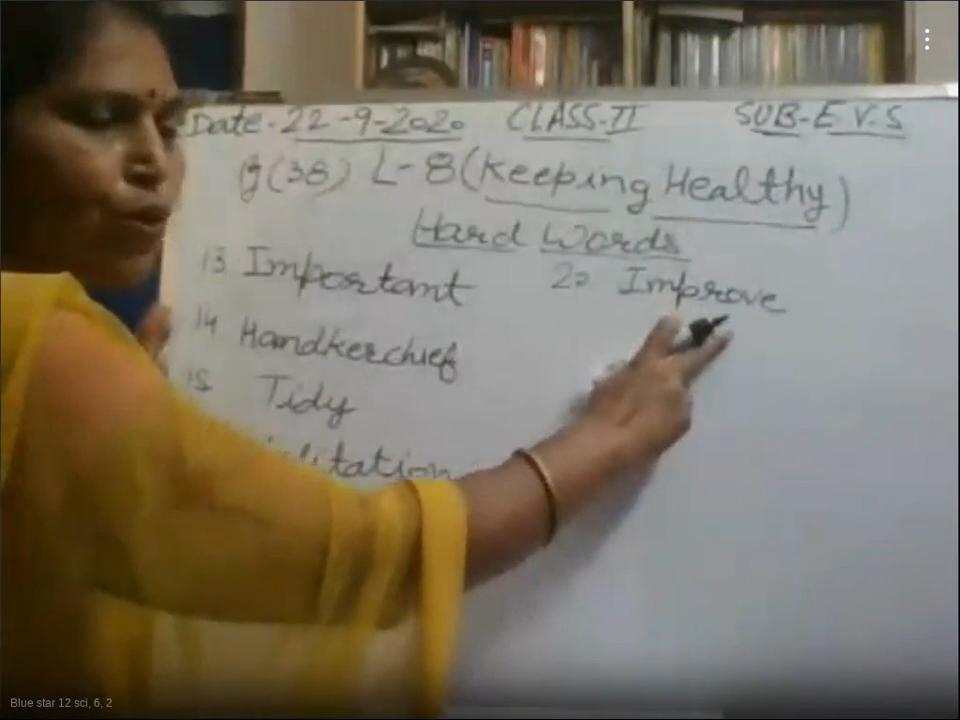 Date-22-9-2020 CLASS-II SUB-E.V.S
(38) L-8 (Keeping Healthy)
Hard Words
13 Important
14 Handkerchief
15 Tidy
20 Improve
Blue star 12 sci, 6, 2